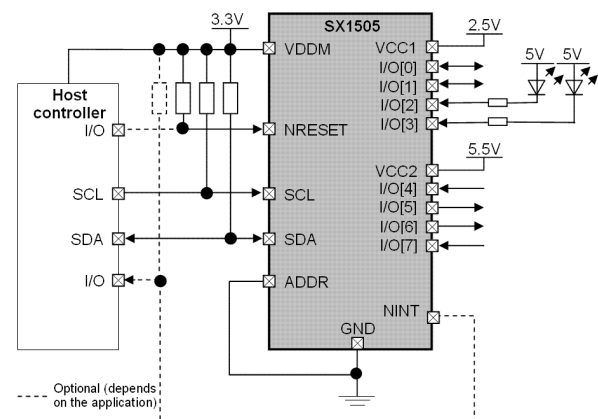 3.3V
SX1505
2.5V
VDDM
VCC1
5V 5V
I/O[0]
I/O[1]
I/O[2]
I/O[3]
Host
controller
I/O
NRESET
5.5V
VCC2
SCL
SCL
I/O[4]
I/O[5]
I/O[6]
I/O[7]
SDA
SDA
I/O
ADDR
NINT
GND
Optional (depends
on the application)